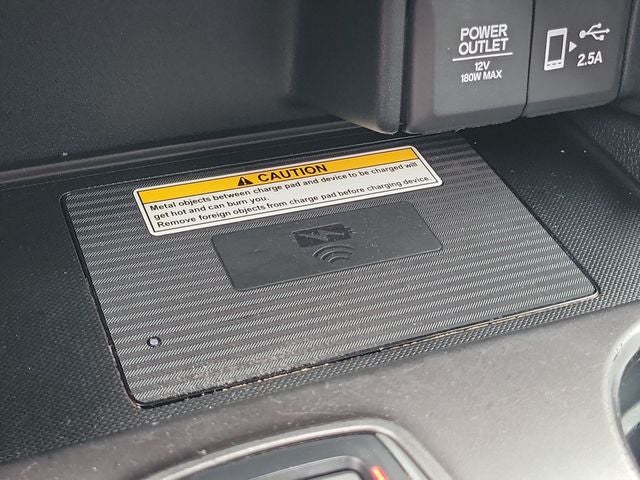 POWER
OUTLET
12V
180W MAX
2.5A
CAUTION
Metal objects between charge pad and device to be charged will
get hot and can burn you.
Remove foreign objects from charge pad before charging device.